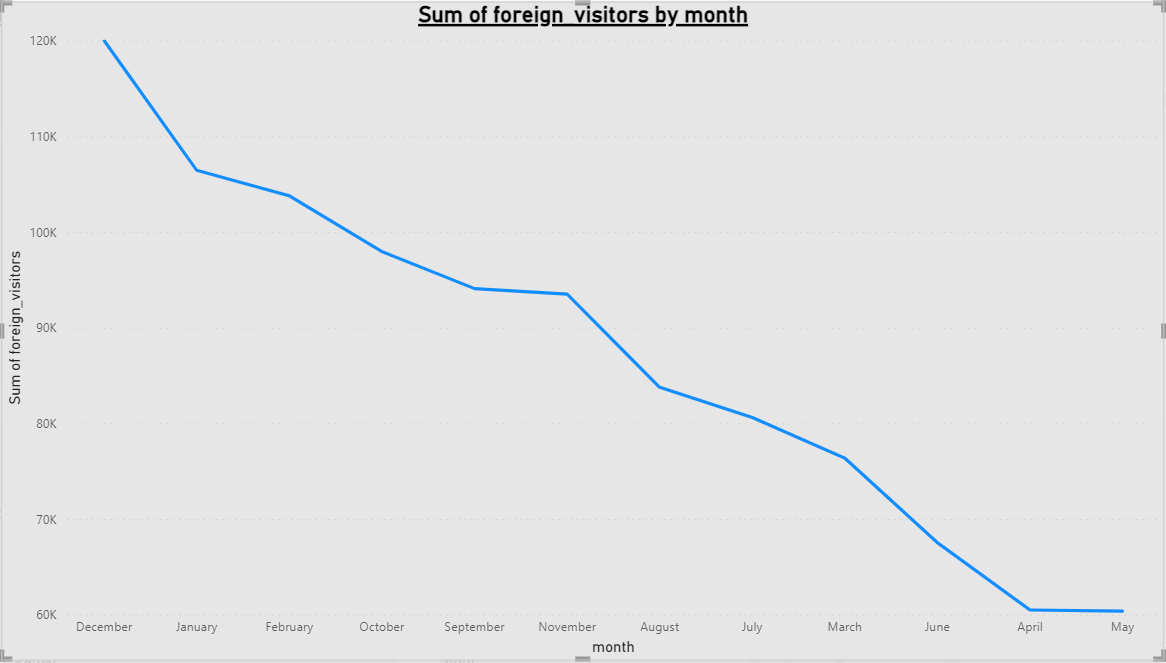 Sum of foreign_visitors by month
120K
110K
100K
90K
80K
70K
60K
Sum of foreign_visitors
December January February October September November August July March June April May
month